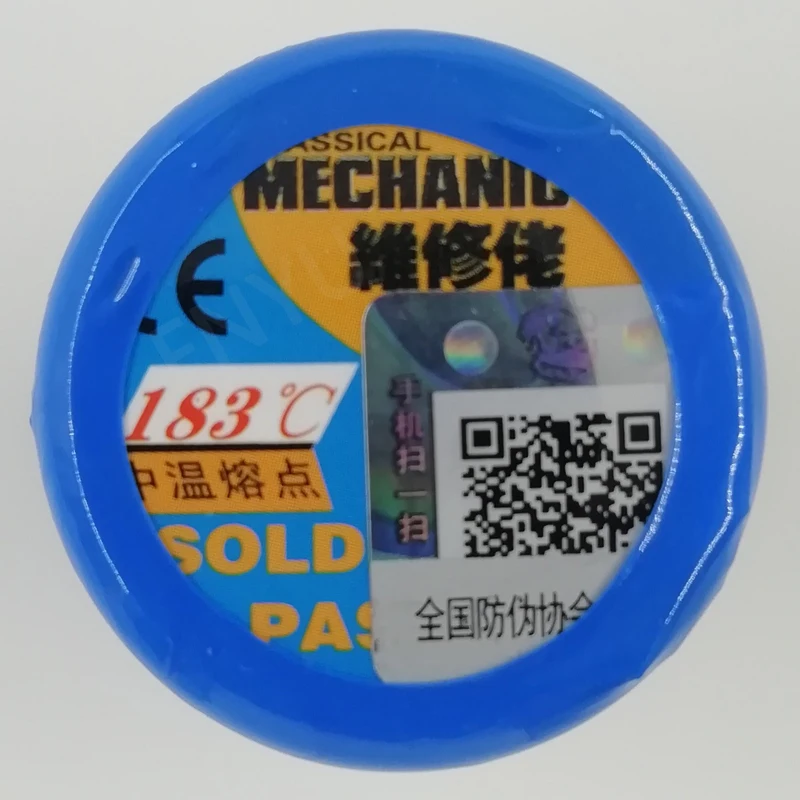 ASSICAL
MECHANIC
維修佬
CE
183℃
中温熔点
SOLD
PAS
手机扫一扫
全国防伪协会